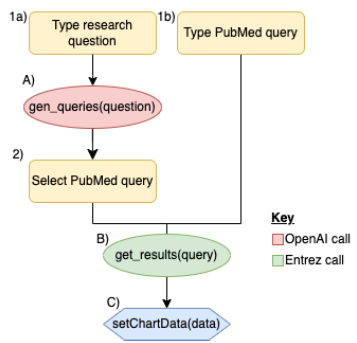 1a)
Type research
question
1b)
Type PubMed query
A)
gen_queries(question)
2)
Select PubMed query
B)
get_results(query)
C)
setChartData(data)
Key
OpenAI call
Entrez call